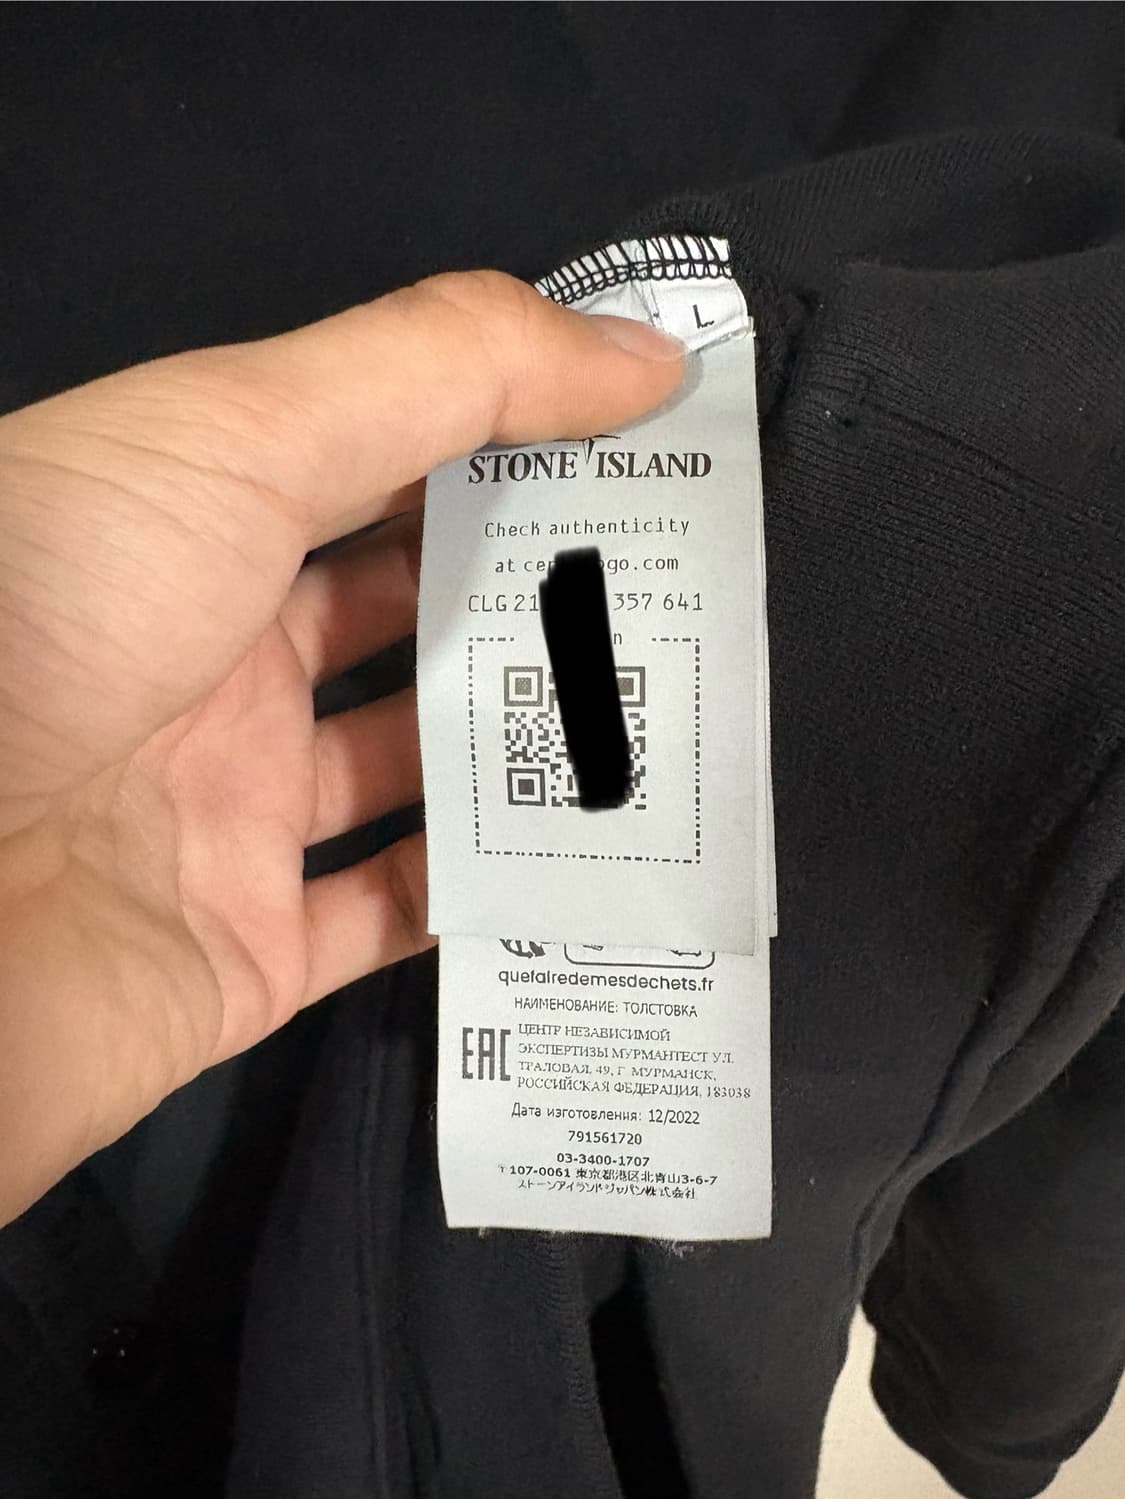 L
STONE ISLAND
Check authenticity
at ce ogo.com
CLG 21 357 641
n
quefairedemesdechets.fr
НАИМЕНОВАНИЕ: ТОЛСТОВКА
EAC
ЦЕНТР НЕЗАВИСИМОЙ
ЭКСПЕРТИЗЫ МУРМАНТЕСТ УЛ.
ТРАЛОВАЯ, 49, Г МУРМАНСК,
РОССИЙСКАЯ ФЕДЕРАЦИЯ, 183038
Дата изготовления: 12/2022
791561720
03-3400-1707
〒107-0061 東京都港区北青山3-6-7
ストーンアイランドジャパン株式会社